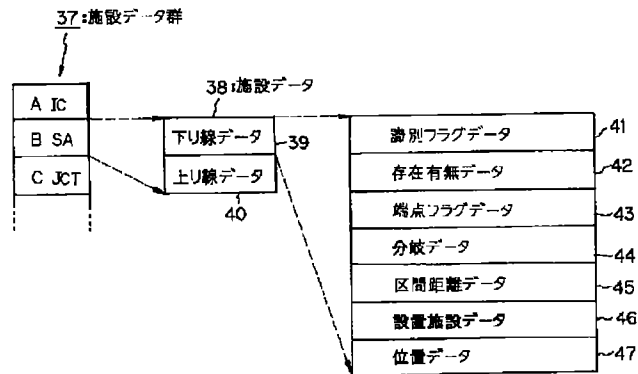 37:施設データ群
A IC
B SA
C JCT
38:施設データ
下り線データ
39
上り線データ
40
識別フラグデータ
41
存在有無データ
42
端点フラグデータ
43
分岐データ
44
区間距離データ
45
設置施設データ
46
位置データ
47